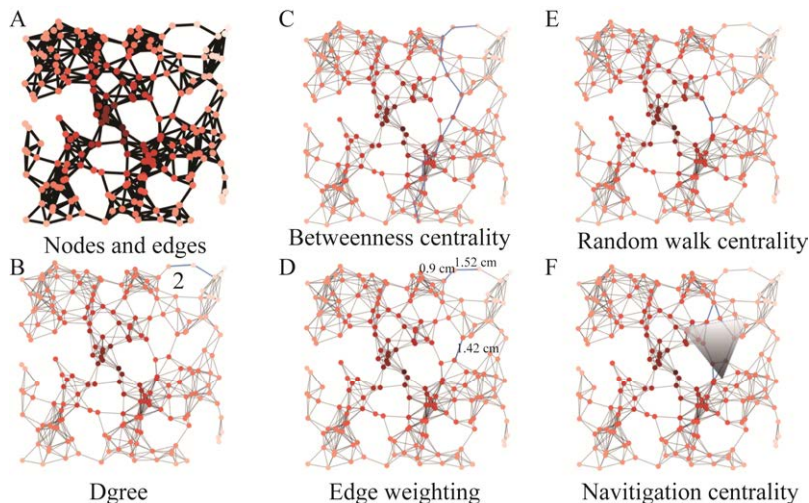 A
C
E
Nodes and edges
Betweenness centrality
Random walk centrality
B
2
D
0.9 cm
1.52 cm
1.42 cm
F
Dgree
Edge weighting
Navitigation centrality